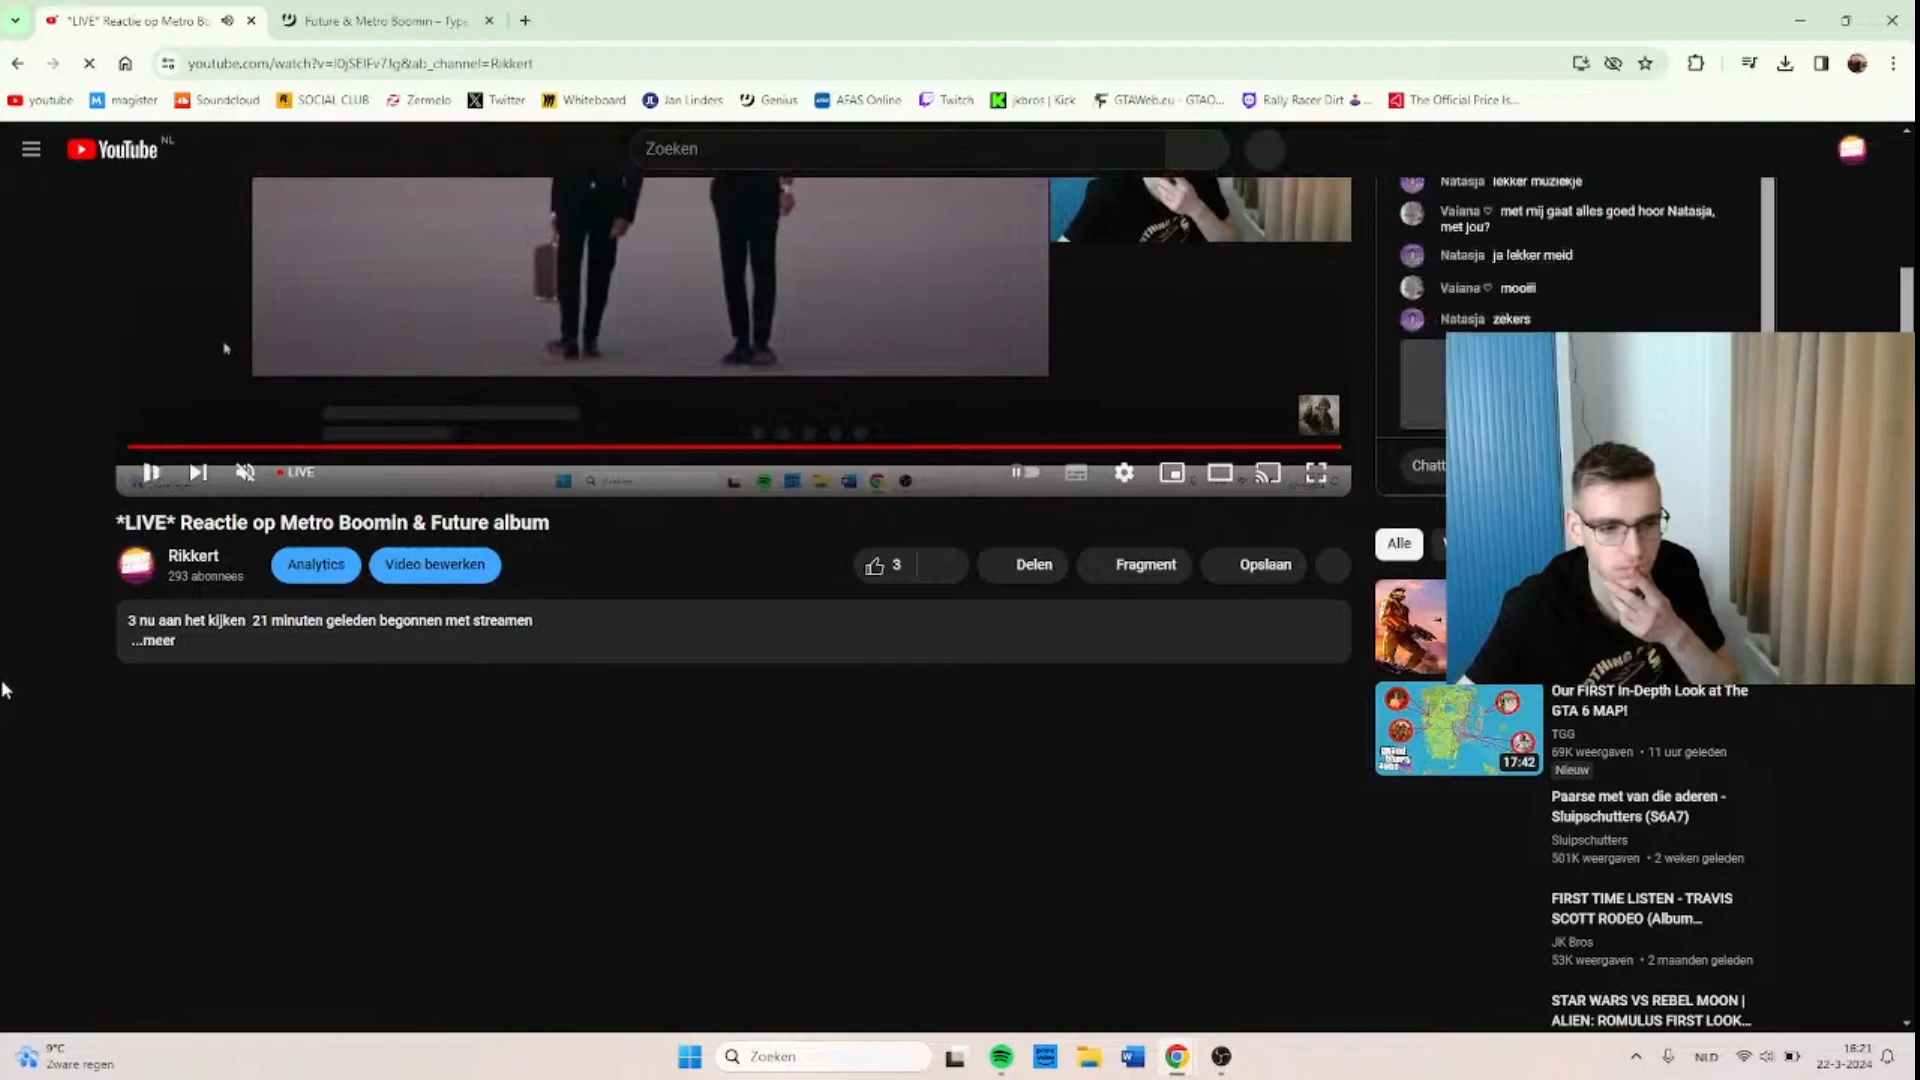 *LIVE* Reactie op Metro Bo
Future & Metro Boomin – Type
youtube.com/watch?v=I0jSElFv7Jg&ab_channel=Rikkert
youtube
magister
Soundcloud
SOCIAL CLUB
Zermelo
Twitter
Whiteboard
Jan Linders
Genius
AFAS Online
Twitch
jkbros | Kick
GTAWeb.eu - GTAO...
Rally Racer Dirt
The Official Price Is...
YouTube NL
Zoeken
Natasja lekker muziekje
Vaiana ♡ met mij gaat alles goed hoor Natasja,
met jou?
Natasja ja lekker meid
Vaiana ♡ mooiii
Natasja zekers
Chatt
LIVE
*LIVE* Reactie op Metro Boomin & Future album
Rikkert
293 abonnees
Analytics
Video bewerken
3
Delen
Fragment
Opslaan
3 nu aan het kijken 21 minuten geleden begonnen met streamen
...meer
Alle
17:42
Our FIRST In-Depth Look at The
GTA 6 MAP!
TGG
69K weergaven • 11 uur geleden
Nieuw
Paarse met van die aderen -
Sluipschutters (S6A7)
Sluipschutters
501K weergaven • 2 weken geleden
FIRST TIME LISTEN - TRAVIS
SCOTT RODEO (Album...
JK Bros
53K weergaven • 2 maanden geleden
STAR WARS VS REBEL MOON |
ALIEN: ROMULUS FIRST LOOK...
9°C
Zware regen
Zoeken
NLD
16:21
22-3-2024